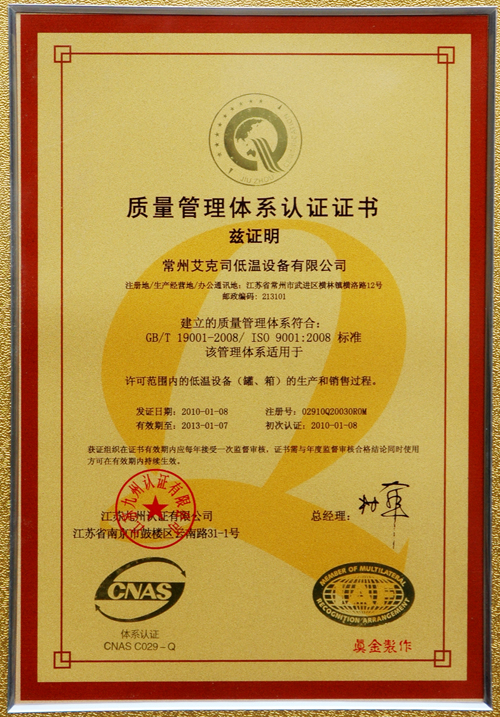 质量管理体系认证证书
兹证明
常州艾克司低温设备有限公司
注册地/生产经营地/办公通讯地：江苏省常州市武进区横林镇横洛路12号
邮政编码：213101
建立的质量管理体系符合：
GB/T 19001-2008/ ISO 9001:2008 标准
该管理体系适用于
许可范围内的低温设备（罐、箱）的生产和销售过程。
发证日期：2010-01-08 注册号：02910Q20030R0M
有效期至：2013-01-07 初次认证：2010-01-08
获证组织在证书有效期内应每年接受一次监督审核，证书需与年度监督审核合格结论同时使用
方可在有效期内持续生效。
江苏九州认证有限公司
江苏省南京市鼓楼区云南路31-1号
总经理：
CNAS
体系认证
CNAS C029-Q
MEMBER OF MULTILATERAL
IAF
RECOGNITION ARRANGEMENT
真金製作